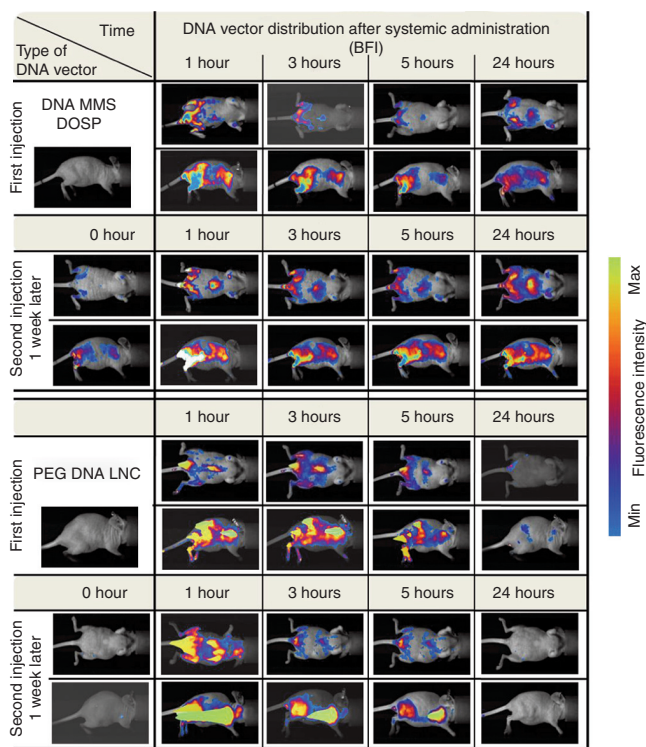 Time
Type of
DNA vector
DNA vector distribution after systemic administration
(BFI)
1 hour 3 hours 5 hours 24 hours
First injection
DNA MMS
DOSP
0 hour 1 hour 3 hours 5 hours 24 hours
Second injection
1 week later
1 hour 3 hours 5 hours 24 hours
First injection
PEG DNA LNC
0 hour 1 hour 3 hours 5 hours 24 hours
Second injection
1 week later
Min Fluorescence intensity Max